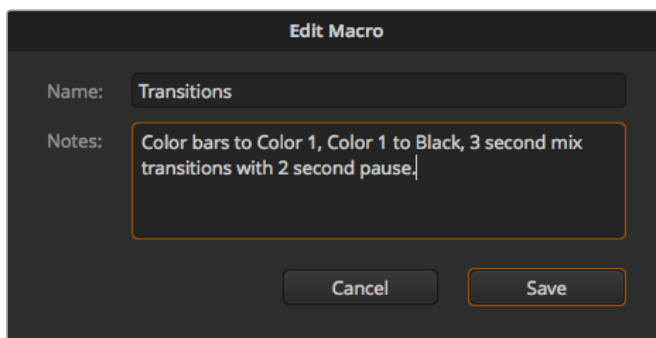 Edit Macro
Name: Transitions
Notes: Color bars to Color 1, Color 1 to Black, 3 second mix
transitions with 2 second pause.
Cancel Save